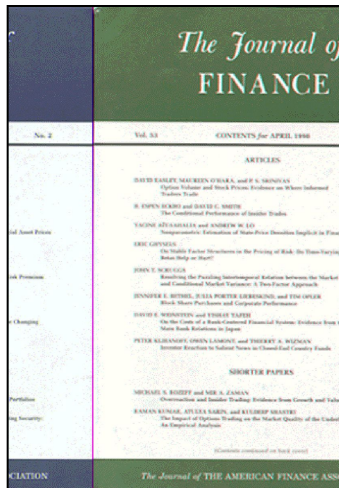 The Journal of
FINANCE
No. 2
Vol. 53
CONTENTS for APRIL 1998
ARTICLES
DAVID EASLEY, MAUREEN O'HARA, and P. S. SRINIVAS
Option Volume and Stock Prices: Evidence on Where Informed
Traders Trade
B. ESPEN ECKBO and DAVID C. SMITH
The Conditional Performance of Insider Trades
YACINE AÏT-SAHALIA and ANDREW W. LO
Nonparametric Estimation of State-Price Densities Implicit in Finan
Asset Prices
ERIC GHYSELS
On Stable Factor Structures in the Pricing of Risk: Do Time-Varying
Betas Help or Hurt?
JOHN T. SCRUGGS
Resolving the Puzzling Intertemporal Relation between the Market
and Conditional Market Variance: A Two-Factor Approach
Risk Premium
JENNIFER E. BETHEL, JULIA PORTER LIEBESKIND, and TIM OPLER
Block Share Purchases and Corporate Performance
DAVID E. WEINSTEIN and YISHAY YAFEH
On the Costs of a Bank-Centered Financial System: Evidence from
Changing
Main Bank Relations in Japan
PETER KLIBANOFF, OWEN LAMONT, and THIERRY A. WIZMAN
Investor Reaction to Salient News in Closed-End Country Funds
SHORTER PAPERS
MICHAEL S. ROZEFF and MIR A. ZAMAN
Portfolios
Overreaction and Insider Trading: Evidence from Growth and Value
RAMAN KUMAR, ATULYA SARIN, and KULDEEP SHASTRI
Security:
The Impact of Options Trading on the Market Quality of the Underl
An Empirical Analysis
(Contents continued on back cover)
CIATION
The Journal of THE AMERICAN FINANCE ASS